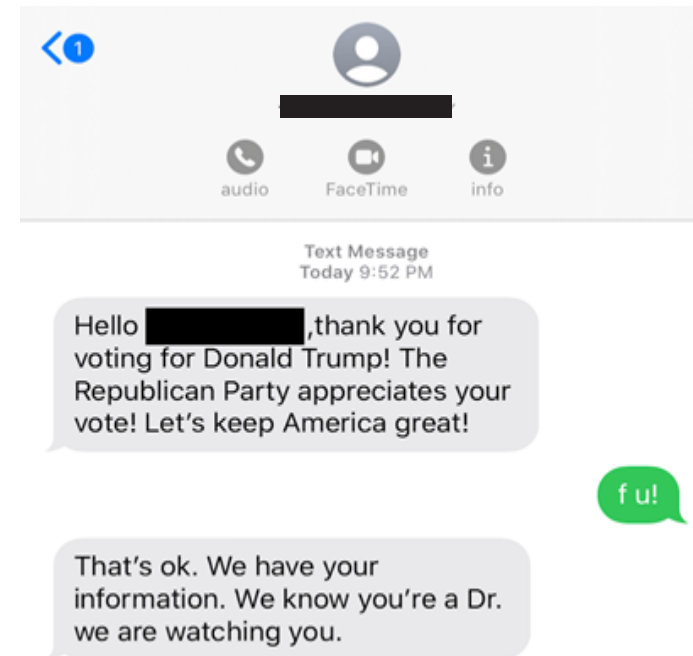 1
audio FaceTime info
Text Message
Today 9:52 PM
Hello ,thank you for
voting for Donald Trump! The
Republican Party appreciates your
vote! Let's keep America great!
f u!
That's ok. We have your
information. We know you're a Dr.
we are watching you.